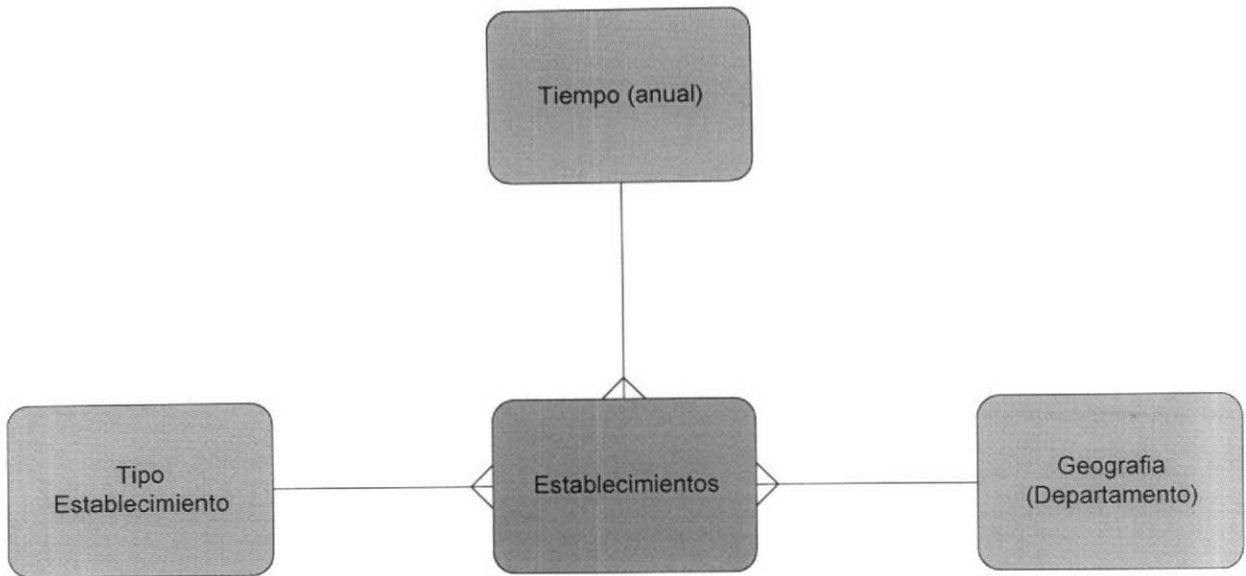 Tiempo (anual)
Tipo
Establecimiento
Establecimientos
Geografia
(Departamento)